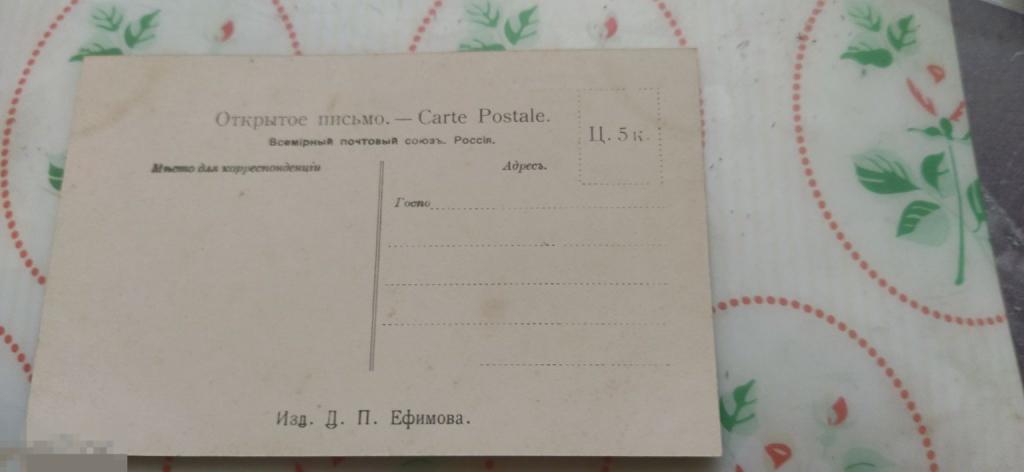 Открытое письмо. — Carte Postale.
Ц. 5 к.
Всемірный почтовый союзъ. Россія.
Мѣсто для корреспонденціи
Адресъ.
Госпо
Изд. Д. П. Ефимова.